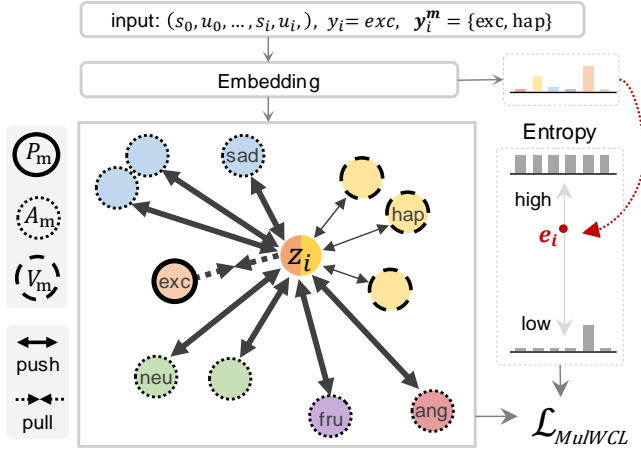 input: (s₀, u₀, ..., sᵢ, uᵢ,), yᵢ= exc, yᵢᵐ = {exc, hap}
Embedding
Entropy
Pₘ
Aₘ
Vₘ
push
pull
sad
hap
zᵢ
exc
neu
fru
ang
high
eᵢ
low
ℒ_MulWCL